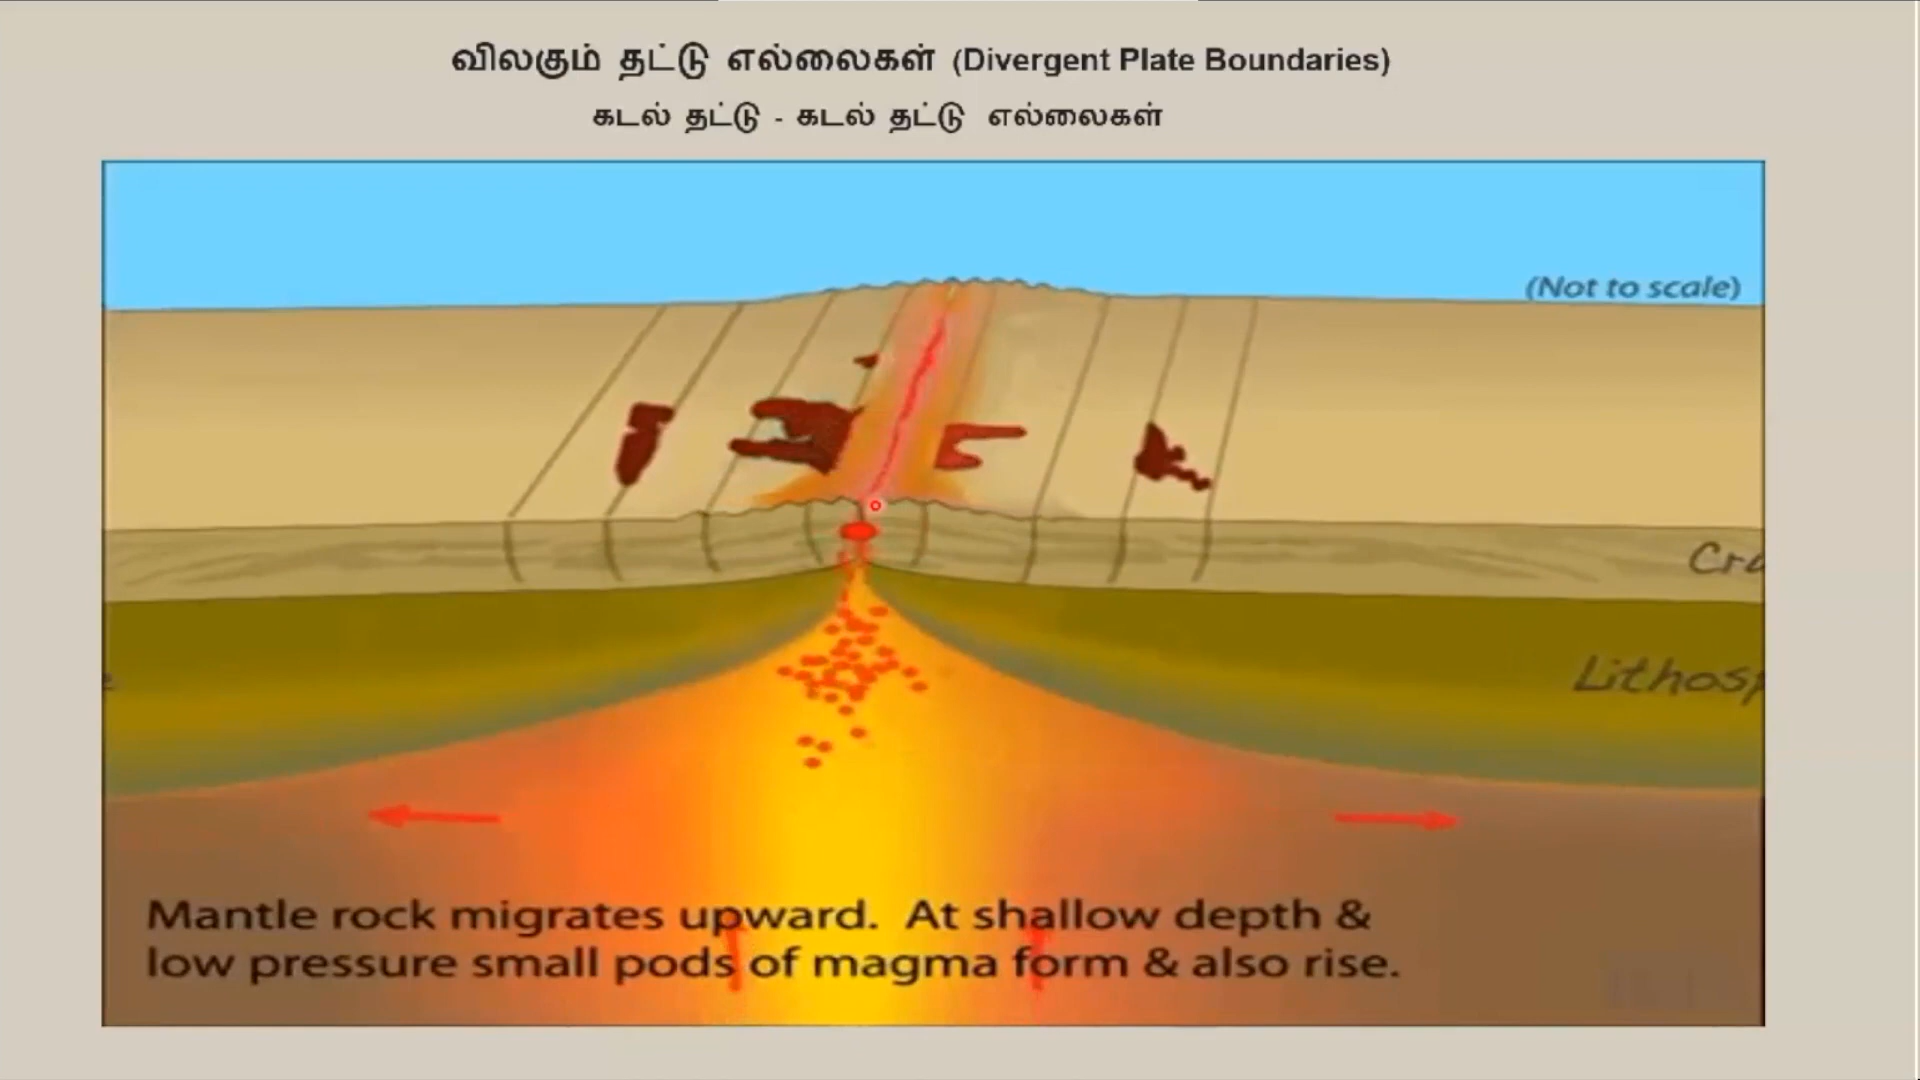 விலகும் தட்டு எல்லைகள் (Divergent Plate Boundaries)
கடல் தட்டு - கடல் தட்டு எல்லைகள்
(Not to scale)
Mantle rock migrates upward. At shallow depth &
low pressure small pods of magma form & also rise.